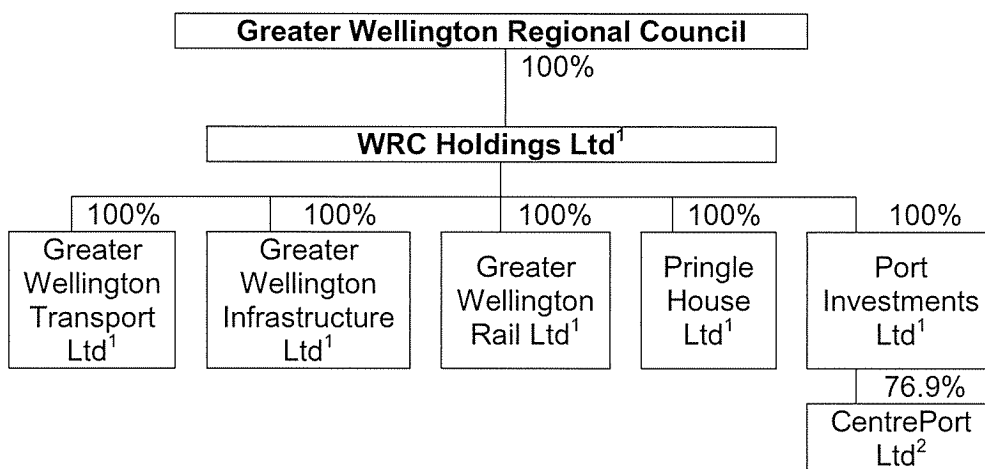 Greater Wellington Regional Council
100%
WRC Holdings Ltd¹
100% 100% 100% 100% 100%
Greater
Wellington
Transport
Ltd¹
Greater
Wellington
Infrastructure
Ltd¹
Greater
Wellington
Rail Ltd¹
Pringle
House
Ltd¹
Port
Investments
Ltd¹
76.9%
CentrePort
Ltd²